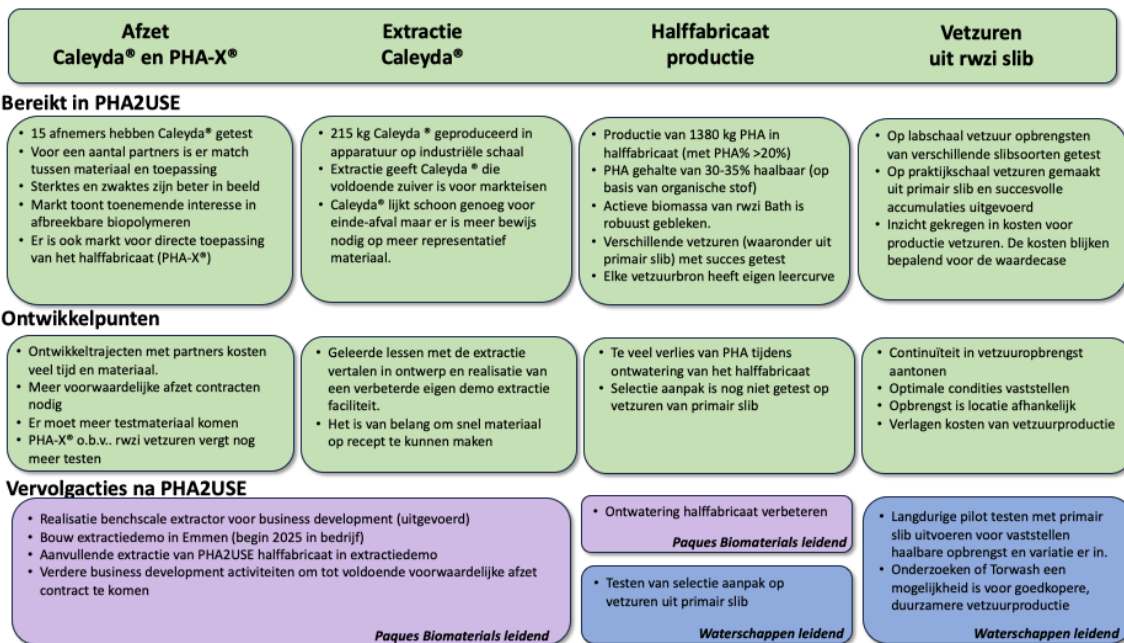 Afzet
Caleyda® en PHA-X®
Extractie
Caleyda®
Halffabricaat
productie
Vetzuren
uit rwzi slib
Bereikt in PHA2USE
• 15 afnemers hebben Caleyda® getest
• Voor een aantal partners is er match
tussen materiaal en toepassing
• Sterktes en zwaktes zijn beter in beeld
• Markt toont toenemende interesse in
afbreekbare biopolymeren
• Er is ook markt voor directe toepassing
van het halffabricaat (PHA-X®)
• 215 kg Caleyda ® geproduceerd in
apparatuur op industriële schaal
• Extractie geeft Caleyda ® die
voldoende zuiver is voor markteisen
• Caleyda® lijkt schoon genoeg voor
einde-afval maar er is meer bewijs
nodig op meer representatief
materiaal.
• Productie van 1380 kg PHA in
halffabricaat (met PHA% >20%)
• PHA gehalte van 30-35% haalbaar (op
basis van organische stof)
• Actieve biomassa van rwzi Bath is
robuust gebleken.
• Verschillende vetzuren (waaronder uit
primair slib) met succes getest
• Elke vetzuurbron heeft eigen leercurve
• Op labschaal vetzuur opbrengsten
van verschillende slibsoorten getest
• Op praktijkschaal vetzuren gemaakt
uit primair slib en succesvolle
accumulaties uitgevoerd
• Inzicht gekregen in kosten voor
productie vetzuren. De kosten blijken
bepalend voor de waardecase
Ontwikkelpunten
• Ontwikkeltrajecten met partners kosten
veel tijd en materiaal.
• Meer voorwaardelijke afzet contracten
nodig
• Er moet meer testmateriaal komen
• PHA-X® o.b.v.. rwzi vetzuren vergt nog
meer testen
• Geleerde lessen met de extractie
vertalen in ontwerp en realisatie van
een verbeterde eigen demo extractie
faciliteit.
• Het is van belang om snel materiaal
op recept te kunnen maken
• Te veel verlies van PHA tijdens
ontwatering van het halffabricaat
• Selectie aanpak is nog niet getest op
vetzuren van primair slib
• Continuïteit in vetzuuropbrengst
aantonen
• Optimale condities vaststellen
• Opbrengst is locatie afhankelijk
• Verlagen kosten van vetzuurproductie
Vervolgacties na PHA2USE
• Realisatie benchscale extractor voor business development (uitgevoerd)
• Bouw extractiedemo in Emmen (begin 2025 in bedrijf)
• Aanvullende extractie van PHA2USE halffabricaat in extractiedemo
• Verdere business development activiteiten om tot voldoende voorwaardelijke afzet
contract te komen
Paques Biomaterials leidend
• Ontwatering halffabricaat verbeteren
Paques Biomaterials leidend
• Testen van selectie aanpak op
vetzuren uit primair slib
Waterschappen leidend
• Langdurige pilot testen met primair
slib uitvoeren voor vaststellen
haalbare opbrengst en variatie er in.
• Onderzoeken of Torwash een
mogelijkheid is voor goedkopere,
duurzamere vetzuurproductie
Waterschappen leidend